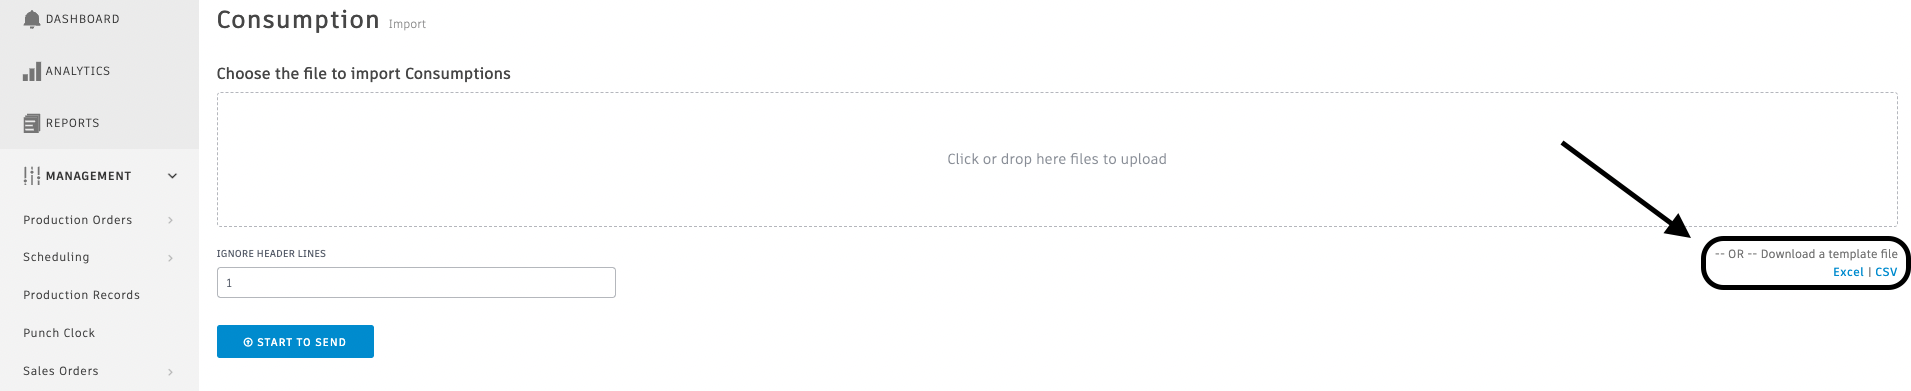 DASHBOARD
ANALYTICS
REPORTS
MANAGEMENT
Production Orders
Scheduling
Production Records
Punch Clock
Sales Orders
Consumption Import
Choose the file to import Consumptions
Click or drop here files to upload
IGNORE HEADER LINES
1
-- OR -- Download a template file
Excel | CSV
START TO SEND